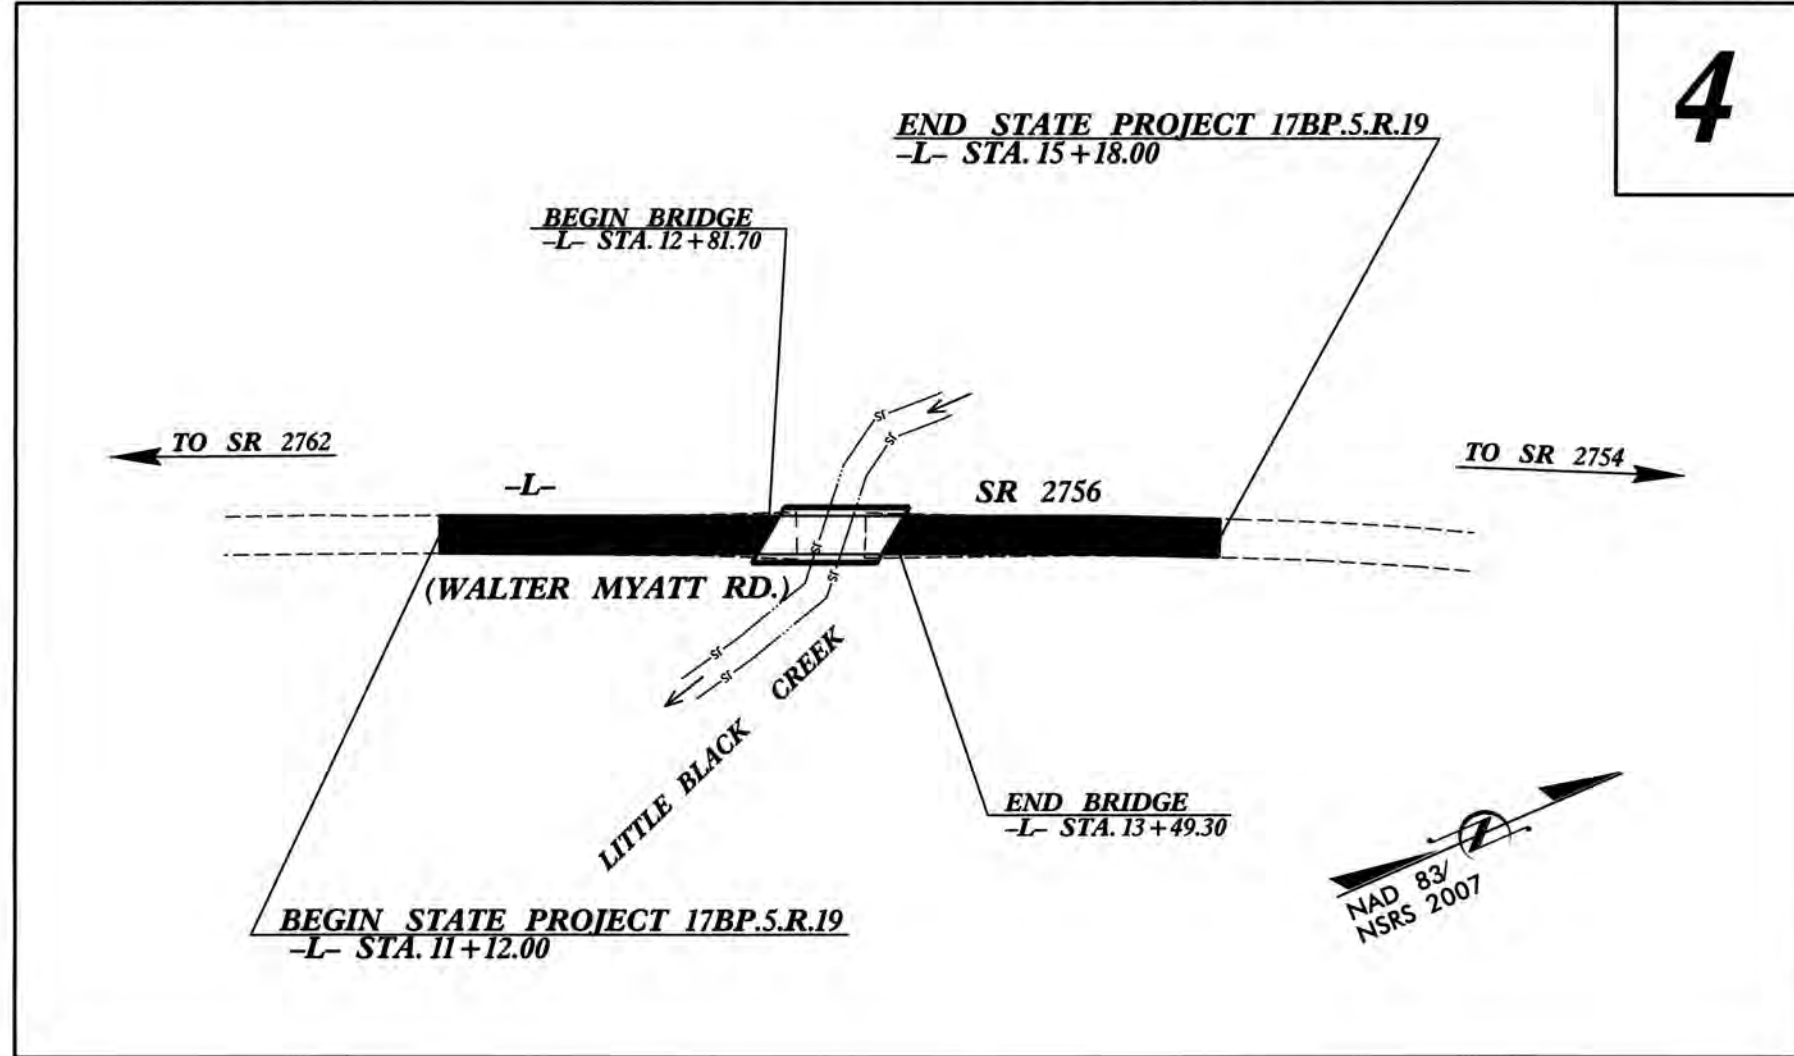 4
END STATE PROJECT 17BP.5.R.19
-L- STA. 15+18.00
BEGIN BRIDGE
-L- STA. 12+81.70
TO SR 2762
TO SR 2754
-L-
SR 2756
(WALTER MYATT RD.)
LITTLE BLACK CREEK
END BRIDGE
-L- STA. 13+49.30
NAD 83/
NSRS 2007
BEGIN STATE PROJECT 17BP.5.R.19
-L- STA. 11+12.00